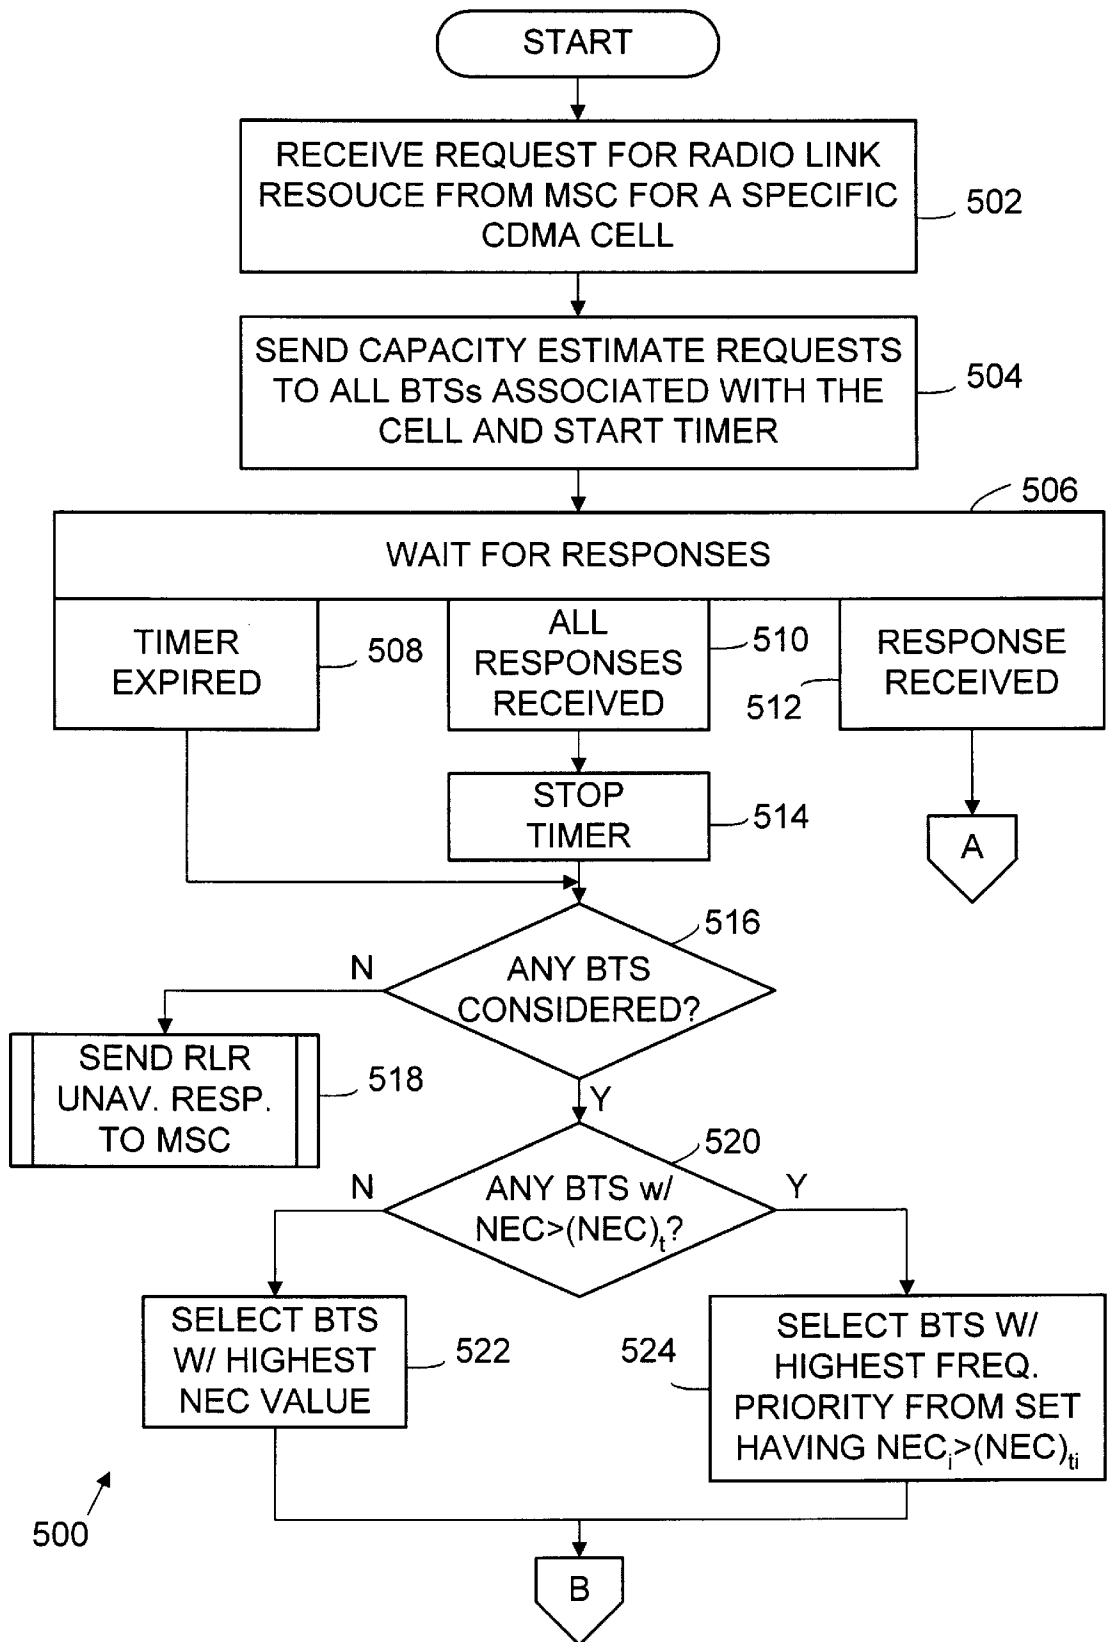 START
RECEIVE REQUEST FOR RADIO LINK
RESOUCE FROM MSC FOR A SPECIFIC
CDMA CELL
502
SEND CAPACITY ESTIMATE REQUESTS
TO ALL BTSs ASSOCIATED WITH THE
CELL AND START TIMER
504
506
WAIT FOR RESPONSES
TIMER
EXPIRED
508
ALL
RESPONSES
RECEIVED
510
512
RESPONSE
RECEIVED
STOP
TIMER
514
A
516
N
ANY BTS
CONSIDERED?
SEND RLR
UNAV. RESP.
TO MSC
518
Y
520
N
ANY BTS w/
NEC>(NEC)t?
Y
SELECT BTS
W/ HIGHEST
NEC VALUE
522
524
SELECT BTS W/
HIGHEST FREQ.
PRIORITY FROM SET
HAVING NECi>(NEC)ti
500
B